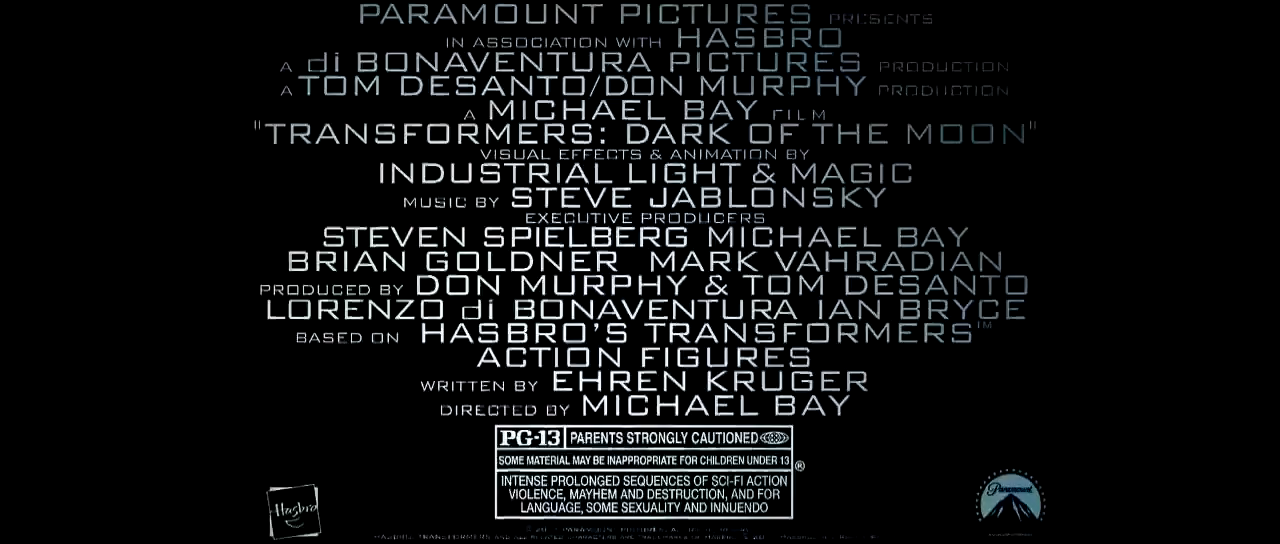 PARAMOUNT PICTURES PRESENTS
IN ASSOCIATION WITH HASBRO
A di BONAVENTURA PICTURES PRODUCTION
A TOM DESANTO/DON MURPHY PRODUCTION
A MICHAEL BAY FILM
"TRANSFORMERS: DARK OF THE MOON"
VISUAL EFFECTS & ANIMATION BY
INDUSTRIAL LIGHT & MAGIC
MUSIC BY STEVE JABLONSKY
EXECUTIVE PRODUCERS
STEVEN SPIELBERG MICHAEL BAY
BRIAN GOLDNER MARK VAHRADIAN
PRODUCED BY DON MURPHY & TOM DESANTO
LORENZO di BONAVENTURA IAN BRYCE
BASED ON HASBRO'S TRANSFORMERS™
ACTION FIGURES
WRITTEN BY EHREN KRUGER
DIRECTED BY MICHAEL BAY
PG-13 PARENTS STRONGLY CAUTIONED
SOME MATERIAL MAY BE INAPPROPRIATE FOR CHILDREN UNDER 13 ®
INTENSE PROLONGED SEQUENCES OF SCI-FI ACTION
VIOLENCE, MAYHEM AND DESTRUCTION, AND FOR
LANGUAGE, SOME SEXUALITY AND INNUENDO
Hasbro
Paramount